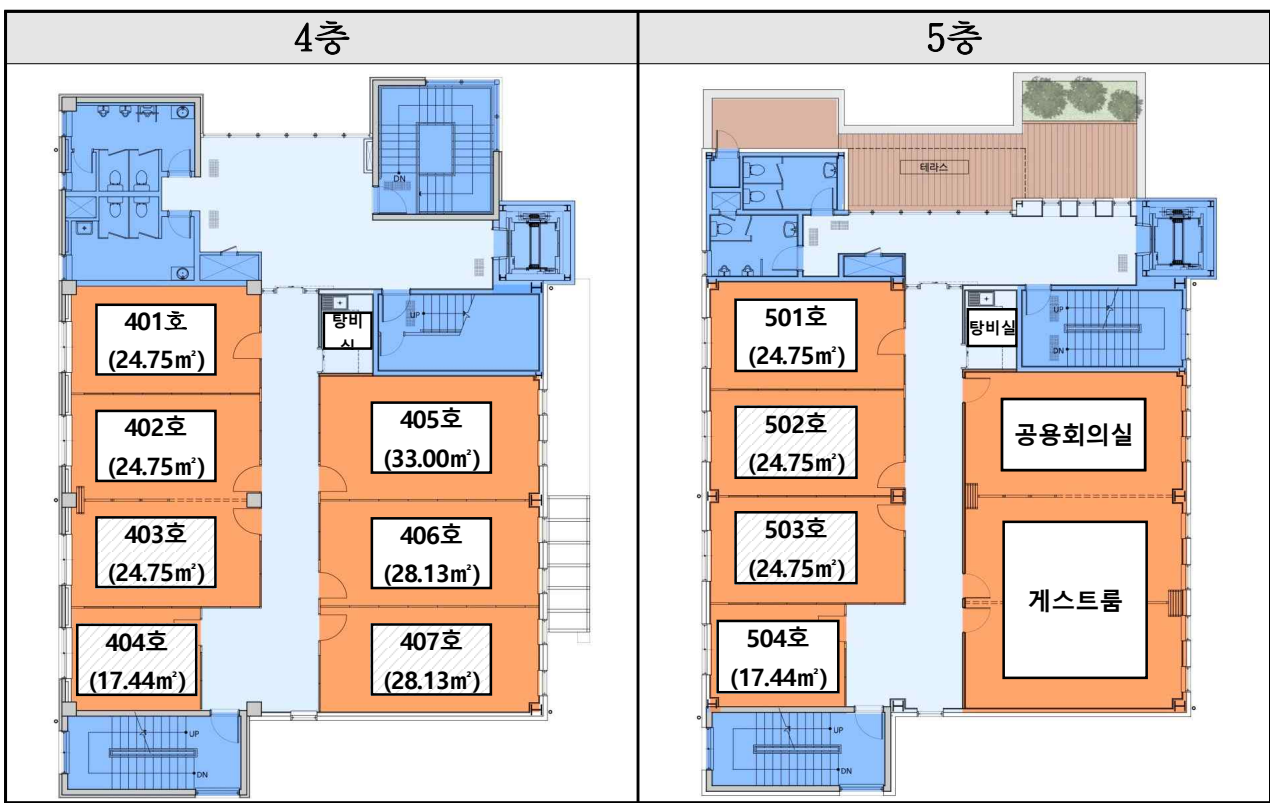 4층
5층
DN
401호
(24.75㎡)
탕비
실
UP
402호
(24.75㎡)
405호
(33.00㎡)
403호
(24.75㎡)
406호
(28.13㎡)
404호
(17.44㎡)
407호
(28.13㎡)
UP
DN
테라스
501호
(24.75㎡)
탕비실
UP
DN
502호
(24.75㎡)
공용회의실
503호
(24.75㎡)
게스트룸
504호
(17.44㎡)
UP
DN